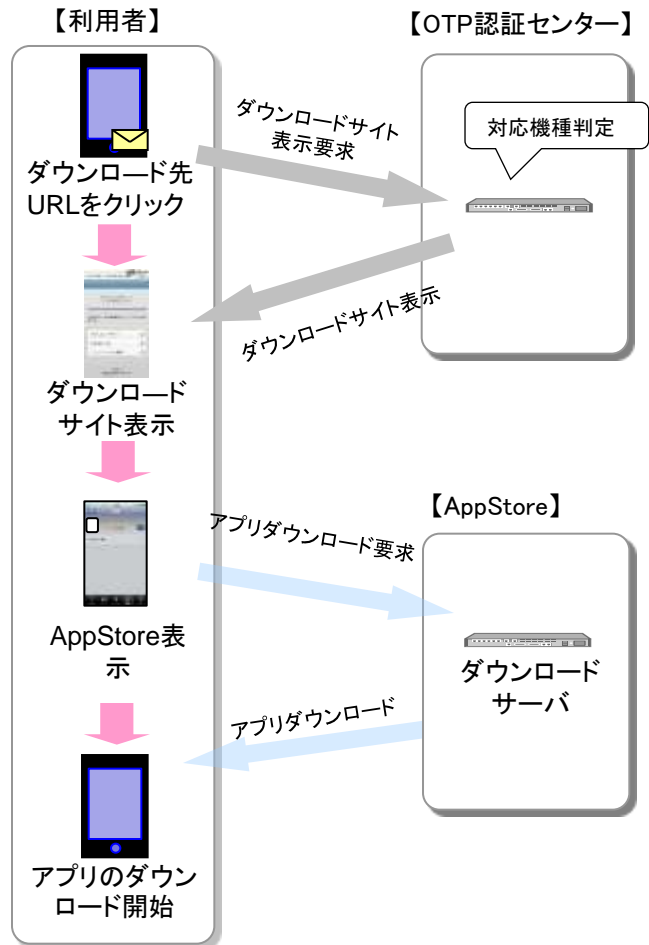 【利用者】
【OTP認証センター】
ダウンロードサイト
表示要求
対応機種判定
ダウンロ―ド先
URLをクリック
ダウンロードサイト表示
ダウンロ―ド
サイト表示
【AppStore】
アプリダウンロード要求
AppStore表
示
ダウンロード
サーバ
アプリダウンロード
アプリのダウン
ロード開始